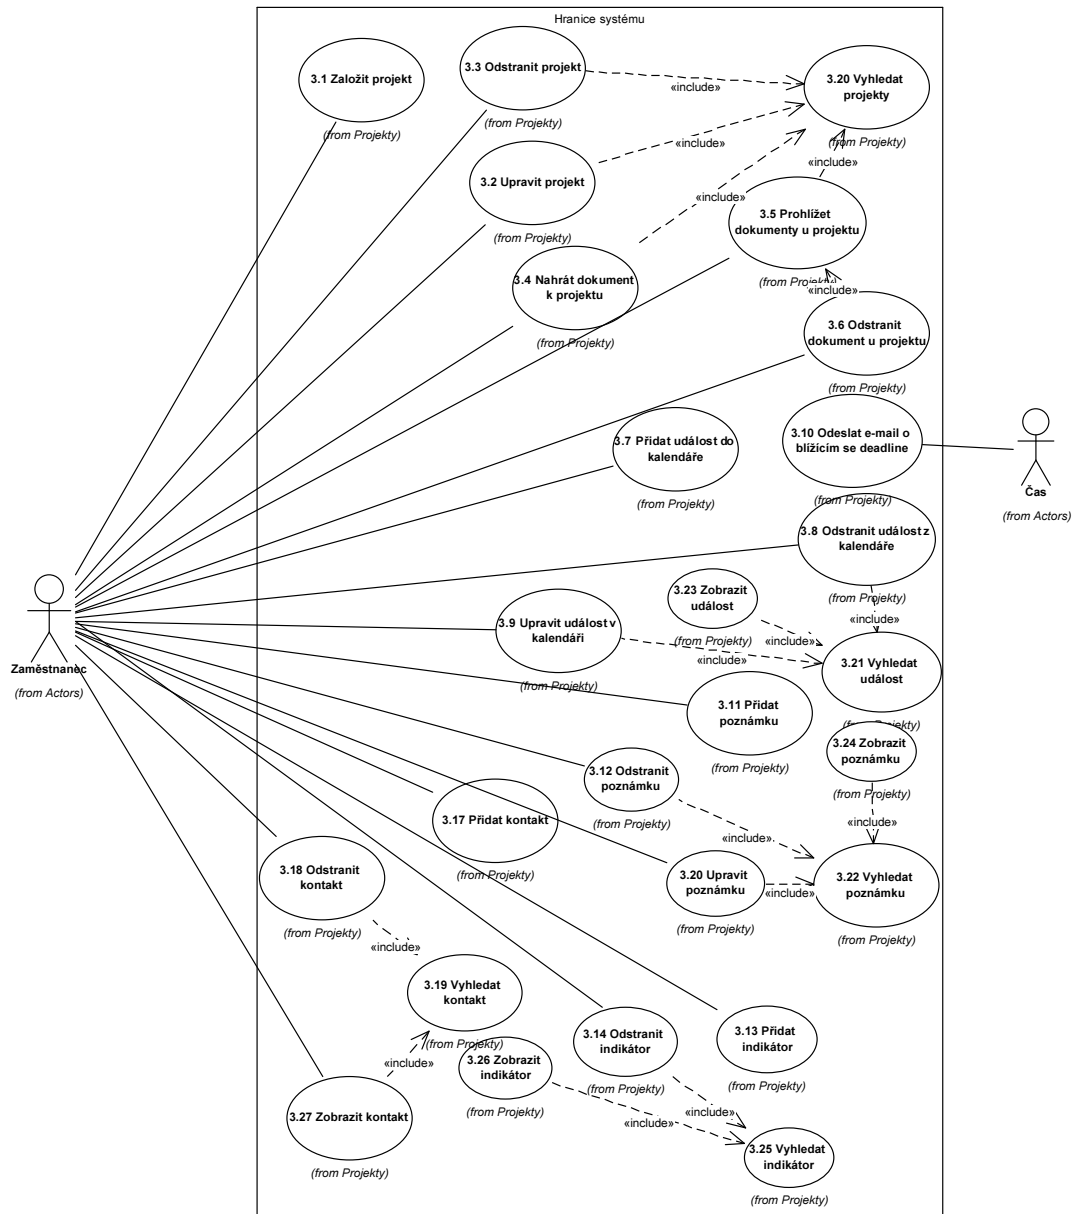 Hranice systému
3.1 Založit projekt
(from Projekty)
3.3 Odstranit projekt
(from Projekty)
«include»
3.20 Vyhledat
projekty
(from Projekty)
«include»
3.2 Upravit projekt
(from Projekty)
«include»
«include»
3.5 Prohlížet
dokumenty u projektu
(from Projekty)
3.4 Nahrát dokument
k projektu
(from Projekty)
«include»
3.6 Odstranit
dokument u projektu
(from Projekty)
3.7 Přidat událost do
kalendáře
(from Projekty)
3.10 Odeslat e-mail o
blížícím se deadline
(from Projekty)
Čas
(from Actors)
3.8 Odstranit událost z
kalendáře
(from Projekty)
3.23 Zobrazit
událost
(from Projekty)
«include»
«include»
3.9 Upravit událost v
kalendáři
(from Projekty)
«include»
3.21 Vyhledat
událost
(from Projekty)
Zaměstnanec
(from Actors)
3.11 Přidat
poznámku
(from Projekty)
3.24 Zobrazit
poznámku
(from Projekty)
3.12 Odstranit
poznámku
(from Projekty)
«include»
«include»
3.17 Přidat kontakt
(from Projekty)
3.18 Odstranit
kontakt
(from Projekty)
3.20 Upravit
poznámku
(from Projekty)
«include»
3.22 Vyhledat
poznámku
(from Projekty)
«include»
3.19 Vyhledat
kontakt
(from Projekty)
3.14 Odstranit
indikátor
(from Projekty)
3.13 Přidat
indikátor
(from Projekty)
«include»
3.26 Zobrazit
indikátor
(from Projekty)
3.27 Zobrazit kontakt
(from Projekty)
«include»
«include»
3.25 Vyhledat
indikátor
(from Projekty)